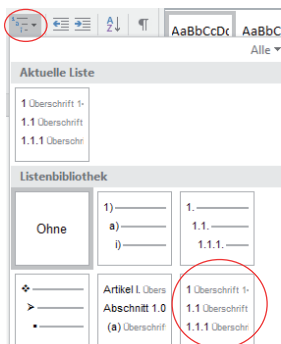 AaBbCcDc AaBbC
Alle
Aktuelle Liste
1 Überschrift 1
1.1 Überschrift
1.1.1 Überschr
Listenbibliothek
Ohne
1)
a)
i)
1.
1.1.
1.1.1.
Artikel I. Übers
Abschnitt 1.0
(a) Überschrif
1 Überschrift 1
1.1 Überschrift
1.1.1 Überschri